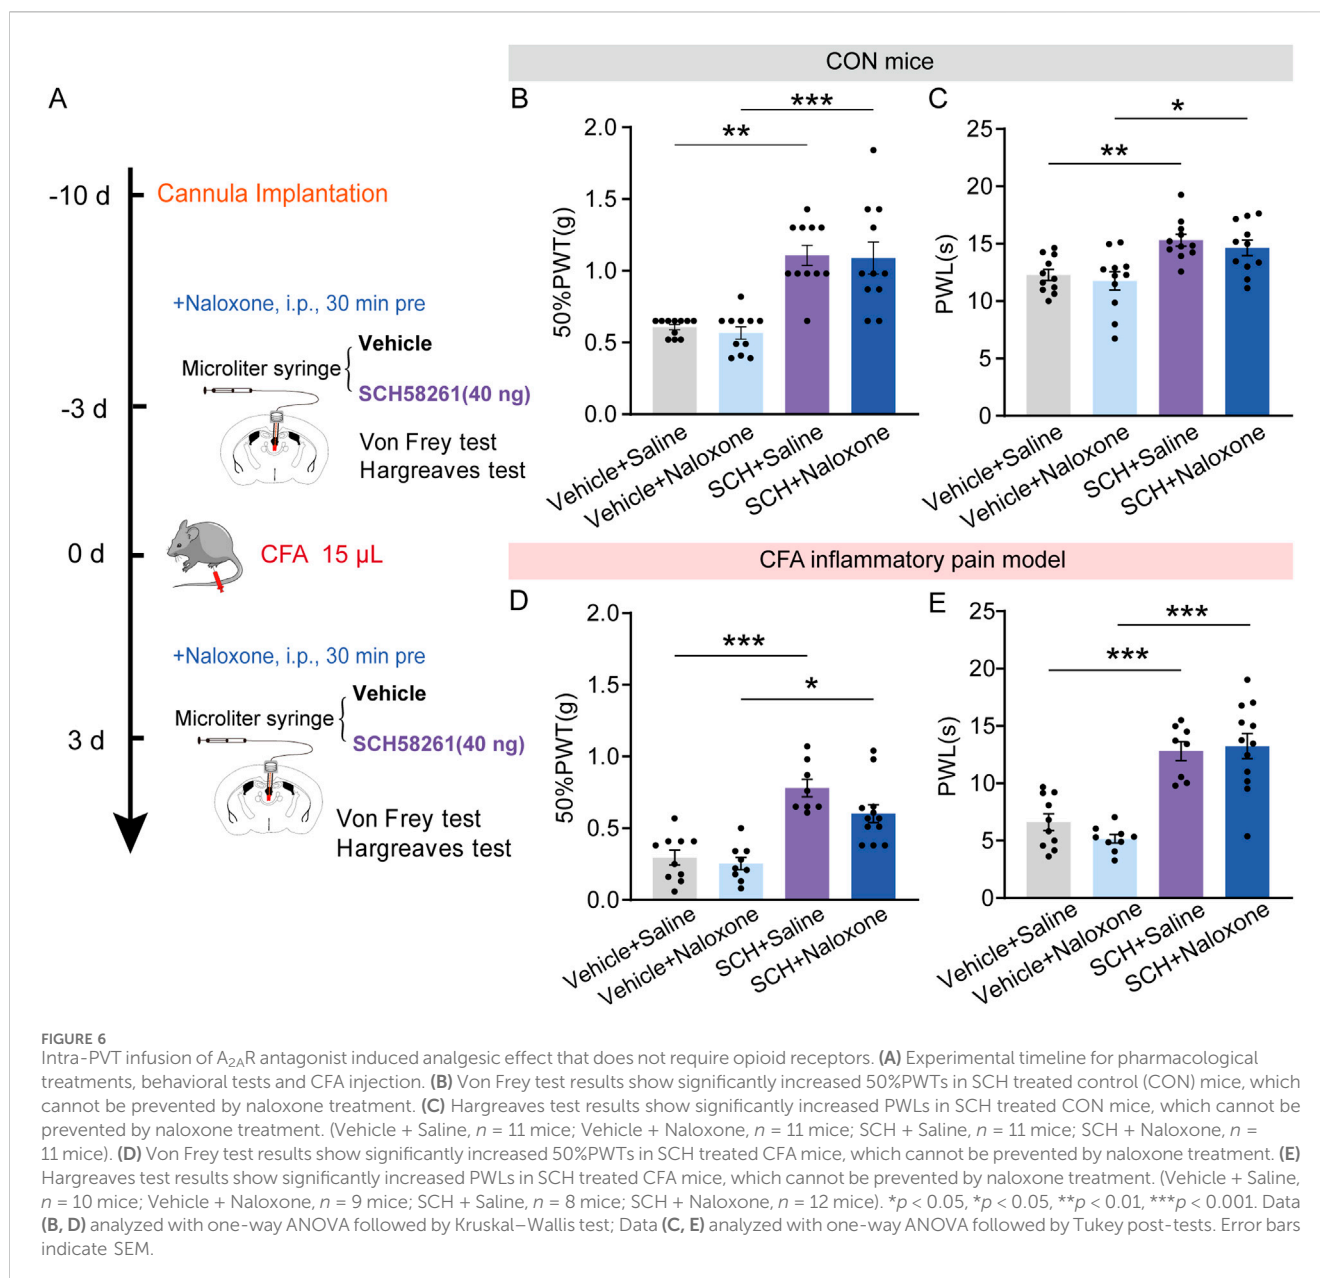 A
-10 d
Cannula Implantation
+Naloxone, i.p., 30 min pre
Vehicle
Microliter syringe
SCH58261(40 ng)
-3 d
Von Frey test
Hargreaves test
0 d
CFA 15 µL
+Naloxone, i.p., 30 min pre
Vehicle
Microliter syringe
SCH58261(40 ng)
3 d
Von Frey test
Hargreaves test
CON mice
B
2.0
1.5
1.0
0.5
0.0
50%PWT(g)
**
***
Vehicle+Saline
Vehicle+Naloxone
SCH+Saline
SCH+Naloxone
C
25
20
15
10
5
0
PWL(s)
**
*
Vehicle+Saline
Vehicle+Naloxone
SCH+Saline
SCH+Naloxone
CFA inflammatory pain model
D
2.0
1.5
1.0
0.5
0.0
50%PWT(g)
***
*
Vehicle+Saline
Vehicle+Naloxone
SCH+Saline
SCH+Naloxone
E
25
20
15
10
5
0
PWL(s)
***
***
Vehicle+Saline
Vehicle+Naloxone
SCH+Saline
SCH+Naloxone
FIGURE 6
Intra-PVT infusion of A2AR antagonist induced analgesic effect that does not require opioid receptors. (A) Experimental timeline for pharmacological
treatments, behavioral tests and CFA injection. (B) Von Frey test results show significantly increased 50%PWTs in SCH treated control (CON) mice, which
cannot be prevented by naloxone treatment. (C) Hargreaves test results show significantly increased PWLs in SCH treated CON mice, which cannot be
prevented by naloxone treatment. (Vehicle + Saline, n = 11 mice; Vehicle + Naloxone, n = 11 mice; SCH + Saline, n = 11 mice; SCH + Naloxone, n =
11 mice). (D) Von Frey test results show significantly increased 50%PWTs in SCH treated CFA mice, which cannot be prevented by naloxone treatment. (E)
Hargreaves test results show significantly increased PWLs in SCH treated CFA mice, which cannot be prevented by naloxone treatment. (Vehicle + Saline,
n = 10 mice; Vehicle + Naloxone, n = 9 mice; SCH + Saline, n = 8 mice; SCH + Naloxone, n = 12 mice). *p < 0.05, *p < 0.05, **p < 0.01, ***p < 0.001. Data
(B, D) analyzed with one-way ANOVA followed by Kruskal–Wallis test; Data (C, E) analyzed with one-way ANOVA followed by Tukey post-tests. Error bars
indicate SEM.